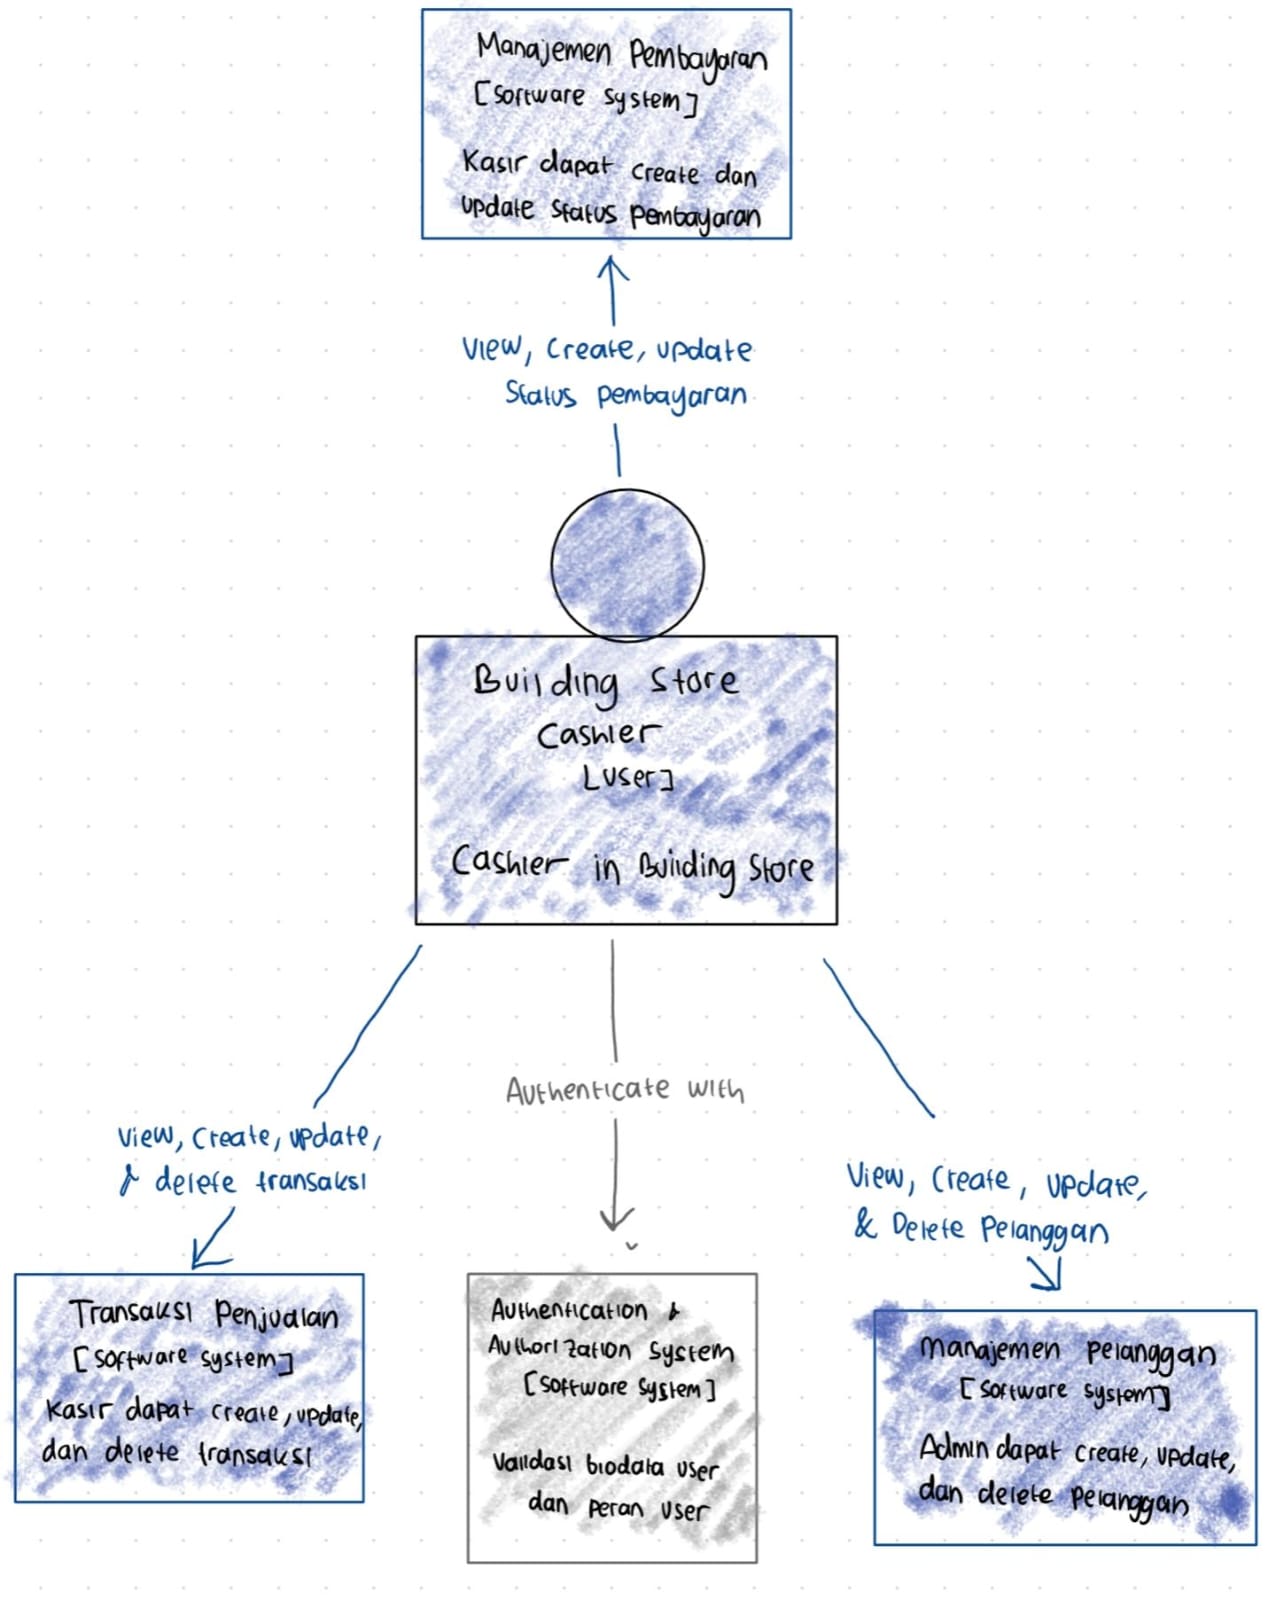 Manajemen Pembayaran
[Software System]
Kasir dapat create dan
update status pembayaran
View, Create, update
Status pembayaran
Building Store
Cashier
[User]
Cashier in Building Store
View, Create, update,
& delete transaksi
Authenticate with
View, Create, update,
& Delete Pelanggan
Transaksi Penjualan
[Software System]
Kasir dapat create, update,
dan delete transaksi
Authentication &
Authorization System
[Software System]
Validasi biodata user
dan peran user
Manajemen Pelanggan
[Software System]
Admin dapat create, update,
dan delete pelanggan